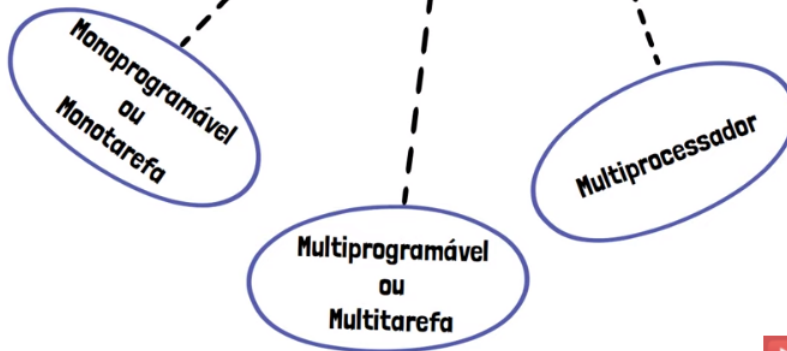 Monoprogramável
ou
Monotarefa
Multiprogramável
ou
Multitarefa
Multiprocessador